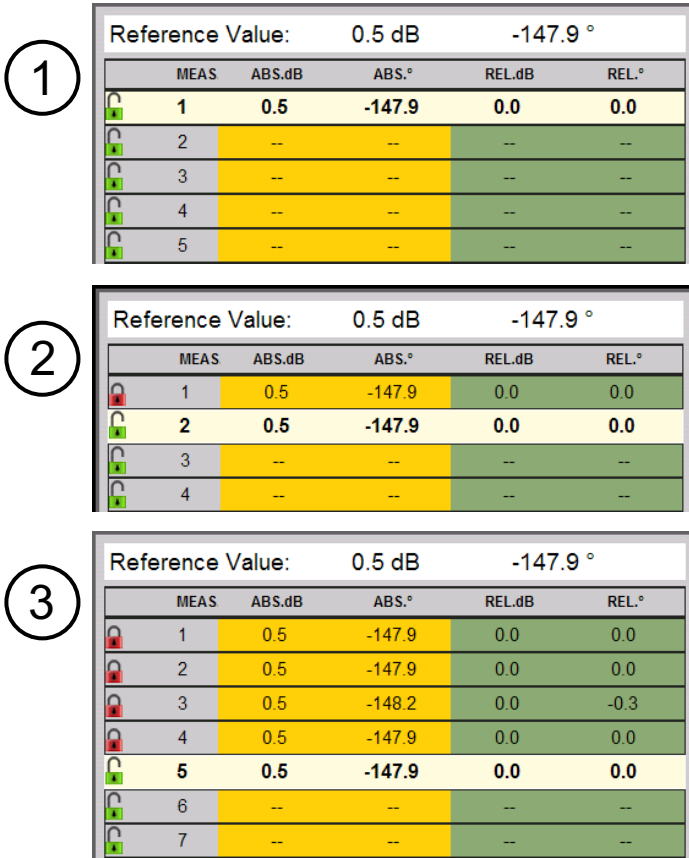 1
Reference Value: 0.5 dB -147.9 °
MEAS ABS.dB ABS.° REL.dB REL.°
1 0.5 -147.9 0.0 0.0
2 -- -- -- --
3 -- -- -- --
4 -- -- -- --
5 -- -- -- --
2
Reference Value: 0.5 dB -147.9 °
MEAS ABS.dB ABS.° REL.dB REL.°
1 0.5 -147.9 0.0 0.0
2 0.5 -147.9 0.0 0.0
3 -- -- -- --
4 -- -- -- --
3
Reference Value: 0.5 dB -147.9 °
MEAS ABS.dB ABS.° REL.dB REL.°
1 0.5 -147.9 0.0 0.0
2 0.5 -147.9 0.0 0.0
3 0.5 -148.2 0.0 -0.3
4 0.5 -147.9 0.0 0.0
5 0.5 -147.9 0.0 0.0
6 -- -- -- --
7 -- -- -- --